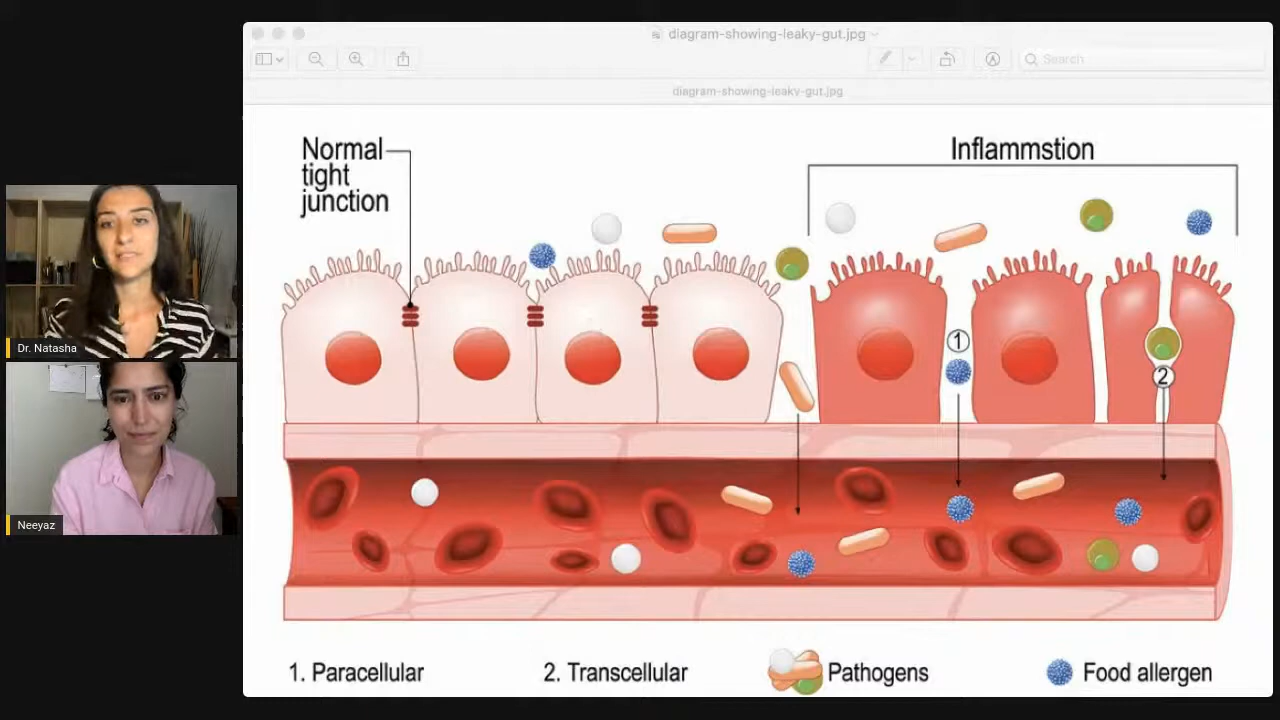 diagram-showing-leaky-gut.jpg
Search
diagram-showing-leaky-gut.jpg
Normal
tight
junction
Inflammstion
1
2
Dr. Natasha
Neeyaz
1. Paracellular
2. Transcellular
Pathogens
Food allergen